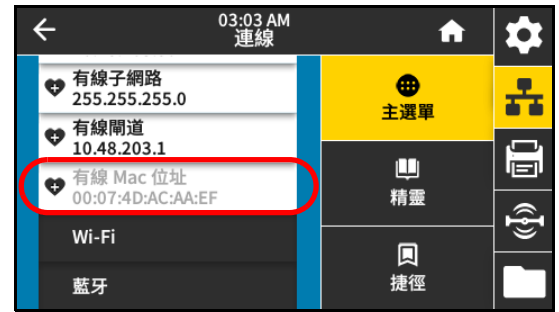 03:03 AM
連線
有線子網路
255.255.255.0
有線閘道
10.48.203.1
有線 Mac 位址
00:07:4D:AC:AA:EF
Wi-Fi
藍牙
主選單
精靈
捷徑